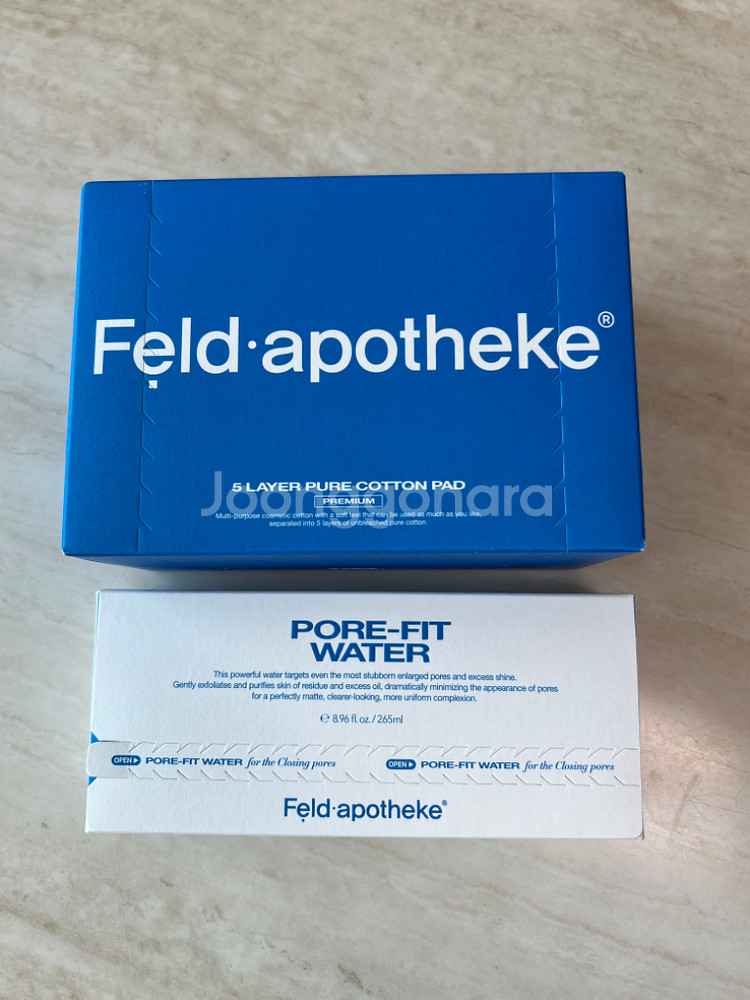 Feld·apotheke®
5 LAYER PURE COTTON PAD
PREMIUM
Joonggonara
Multi-purpose cosmetic cotton with a soft feel that can be used as much as you like,
separated into 5 layers of unbleached pure cotton.
PORE-FIT
WATER
This powerful water targets even the most stubborn enlarged pores and excess shine.
Gently exfoliates and purifies skin of residue and excess oil, dramatically minimizing the appearance of pores
for a perfectly matte, clearer-looking, more uniform complexion.
℮ 8.96 fl. oz. / 265ml
OPEN▶ PORE-FIT WATER for the Closing pores OPEN▶ PORE-FIT WATER for the Closing pores
Feld·apotheke®